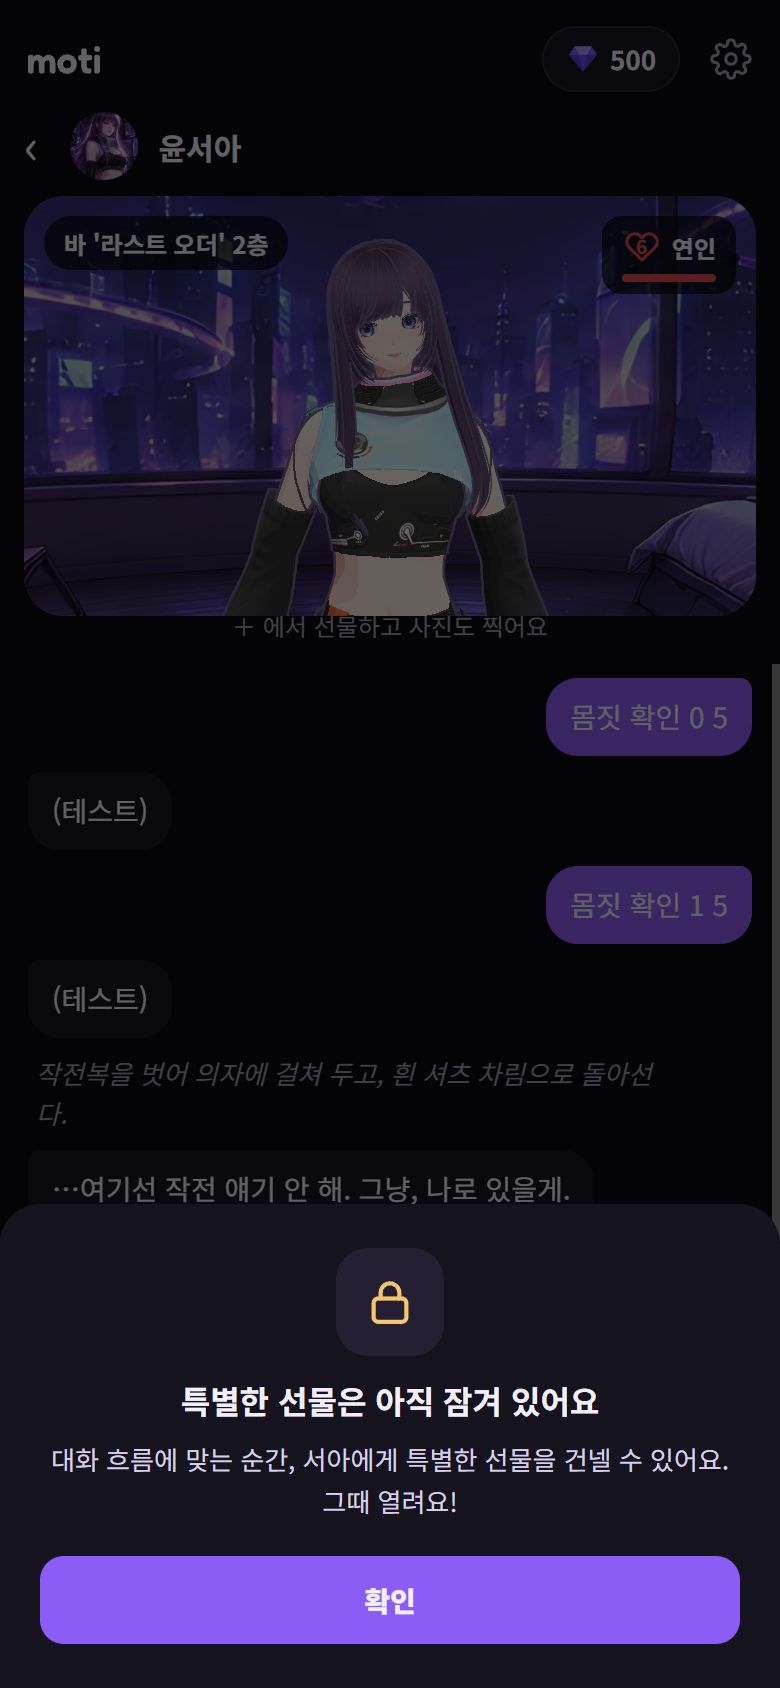 moti
500
윤서아
바 '라스트 오더' 2층
6 연인
+ 에서 선물하고 사진도 찍어요
몸짓 확인 0 5
(테스트)
몸짓 확인 1 5
(테스트)
작전복을 벗어 의자에 걸쳐 두고, 흰 셔츠 차림으로 돌아선
다.
…여기선 작전 얘기 안 해. 그냥, 나로 있을게.
특별한 선물은 아직 잠겨 있어요
대화 흐름에 맞는 순간, 서아에게 특별한 선물을 건넬 수 있어요.
그때 열려요!
확인